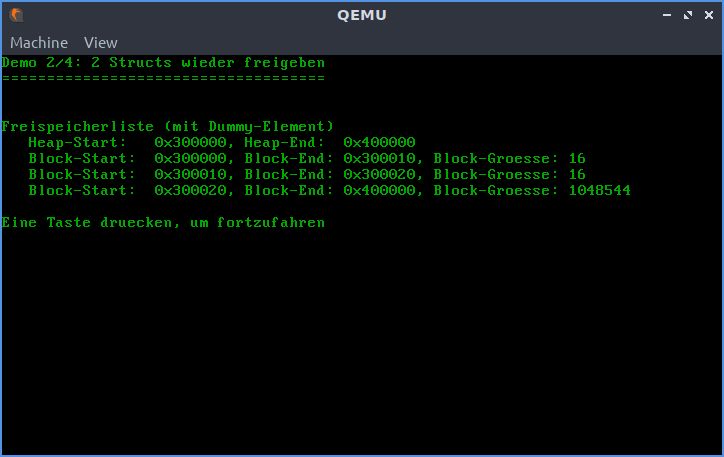 QEMU
Machine View
Demo 2/4: 2 Structs wieder freigeben
====================================
Freispeicherliste (mit Dummy-Element)
Heap-Start: 0x300000, Heap-End: 0x400000
Block-Start: 0x300000, Block-End: 0x300010, Block-Groesse: 16
Block-Start: 0x300010, Block-End: 0x300020, Block-Groesse: 16
Block-Start: 0x300020, Block-End: 0x400000, Block-Groesse: 1048544
Eine Taste druecken, um fortzufahren